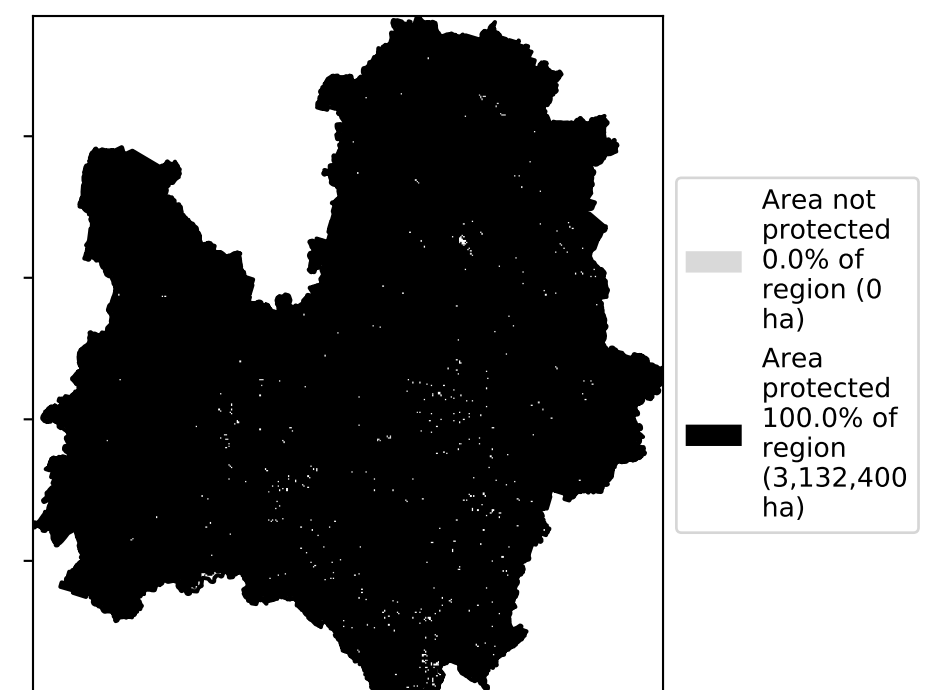 Area not
protected
0.0% of
region (0
ha)
Area
protected
100.0% of
region
(3,132,400
ha)